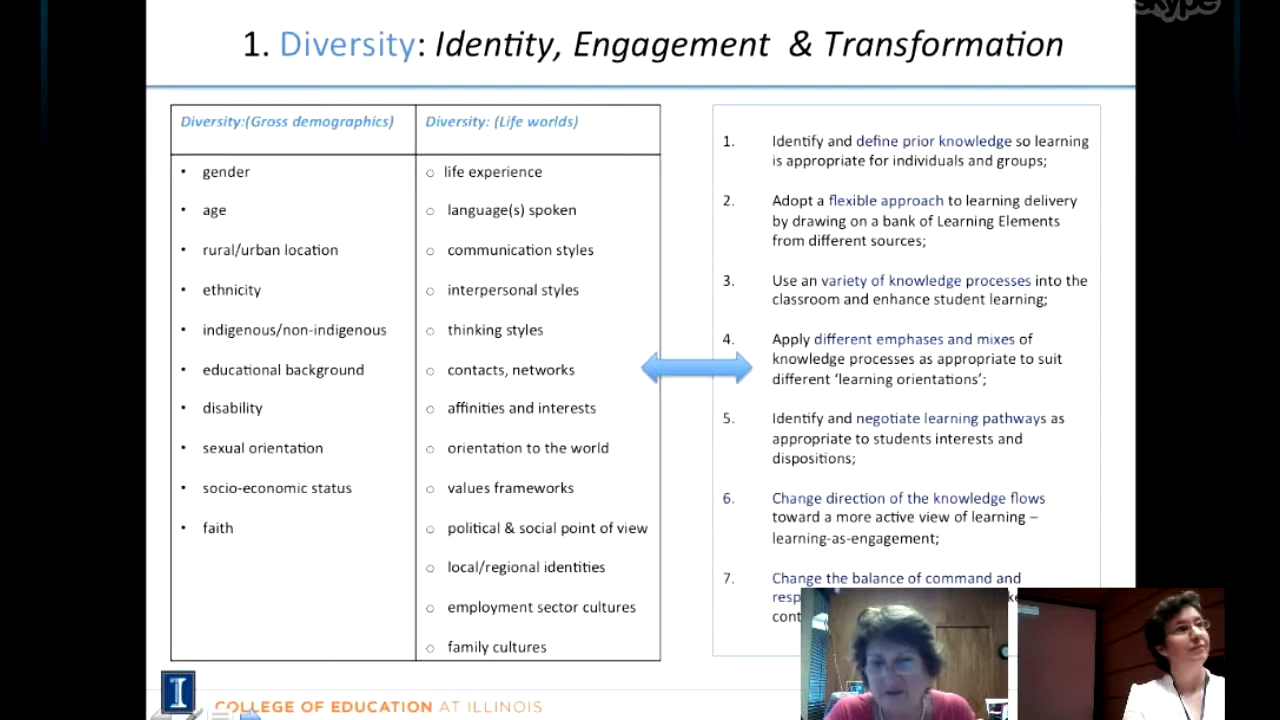 skype
1. Diversity: Identity, Engagement & Transformation
Diversity:(Gross demographics)
• gender
• age
• rural/urban location
• ethnicity
• indigenous/non-indigenous
• educational background
• disability
• sexual orientation
• socio-economic status
• faith
Diversity: (Life worlds)
○ life experience
○ language(s) spoken
○ communication styles
○ interpersonal styles
○ thinking styles
○ contacts, networks
○ affinities and interests
○ orientation to the world
○ values frameworks
○ political & social point of view
○ local/regional identities
○ employment sector cultures
○ family cultures
1. Identify and define prior knowledge so learning
is appropriate for individuals and groups;
2. Adopt a flexible approach to learning delivery
by drawing on a bank of Learning Elements
from different sources;
3. Use an variety of knowledge processes into the
classroom and enhance student learning;
4. Apply different emphases and mixes of
knowledge processes as appropriate to suit
different ‘learning orientations’;
5. Identify and negotiate learning pathways as
appropriate to students interests and
dispositions;
6. Change direction of the knowledge flows
toward a more active view of learning –
learning-as-engagement;
7. Change the balance of command and
I
COLLEGE OF EDUCATION AT ILLINOIS